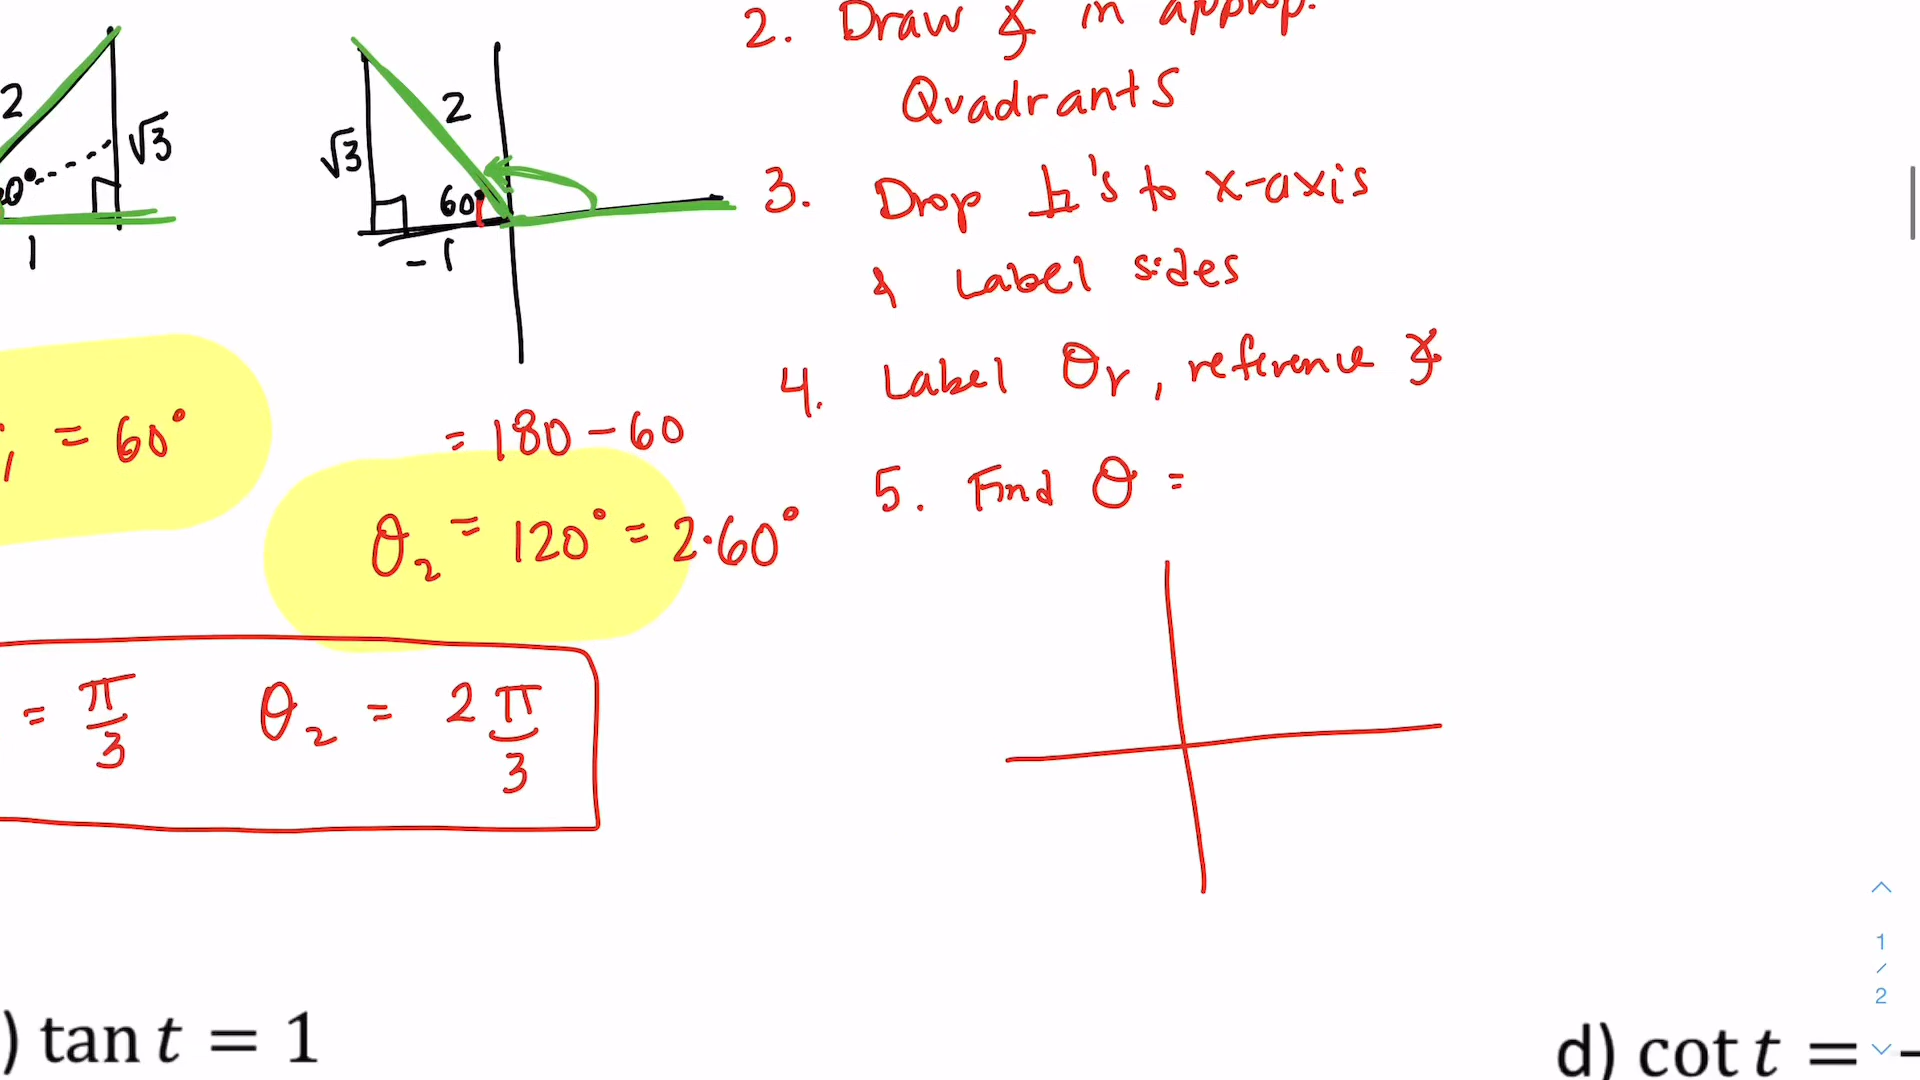 2
√3
1
√3
2
60
-1
= 60°
= 180 - 60
θ₂ = 120° = 2·60°
= π/3
θ₂ = 2 π/3
2. Draw ∡ in approp.
Quadrants
3. Drop ⊿'s to x-axis
& Label sides
4. Label θr, reference ∡
5. Find θ =
) tan t = 1
d) cot t = -
1
/
2